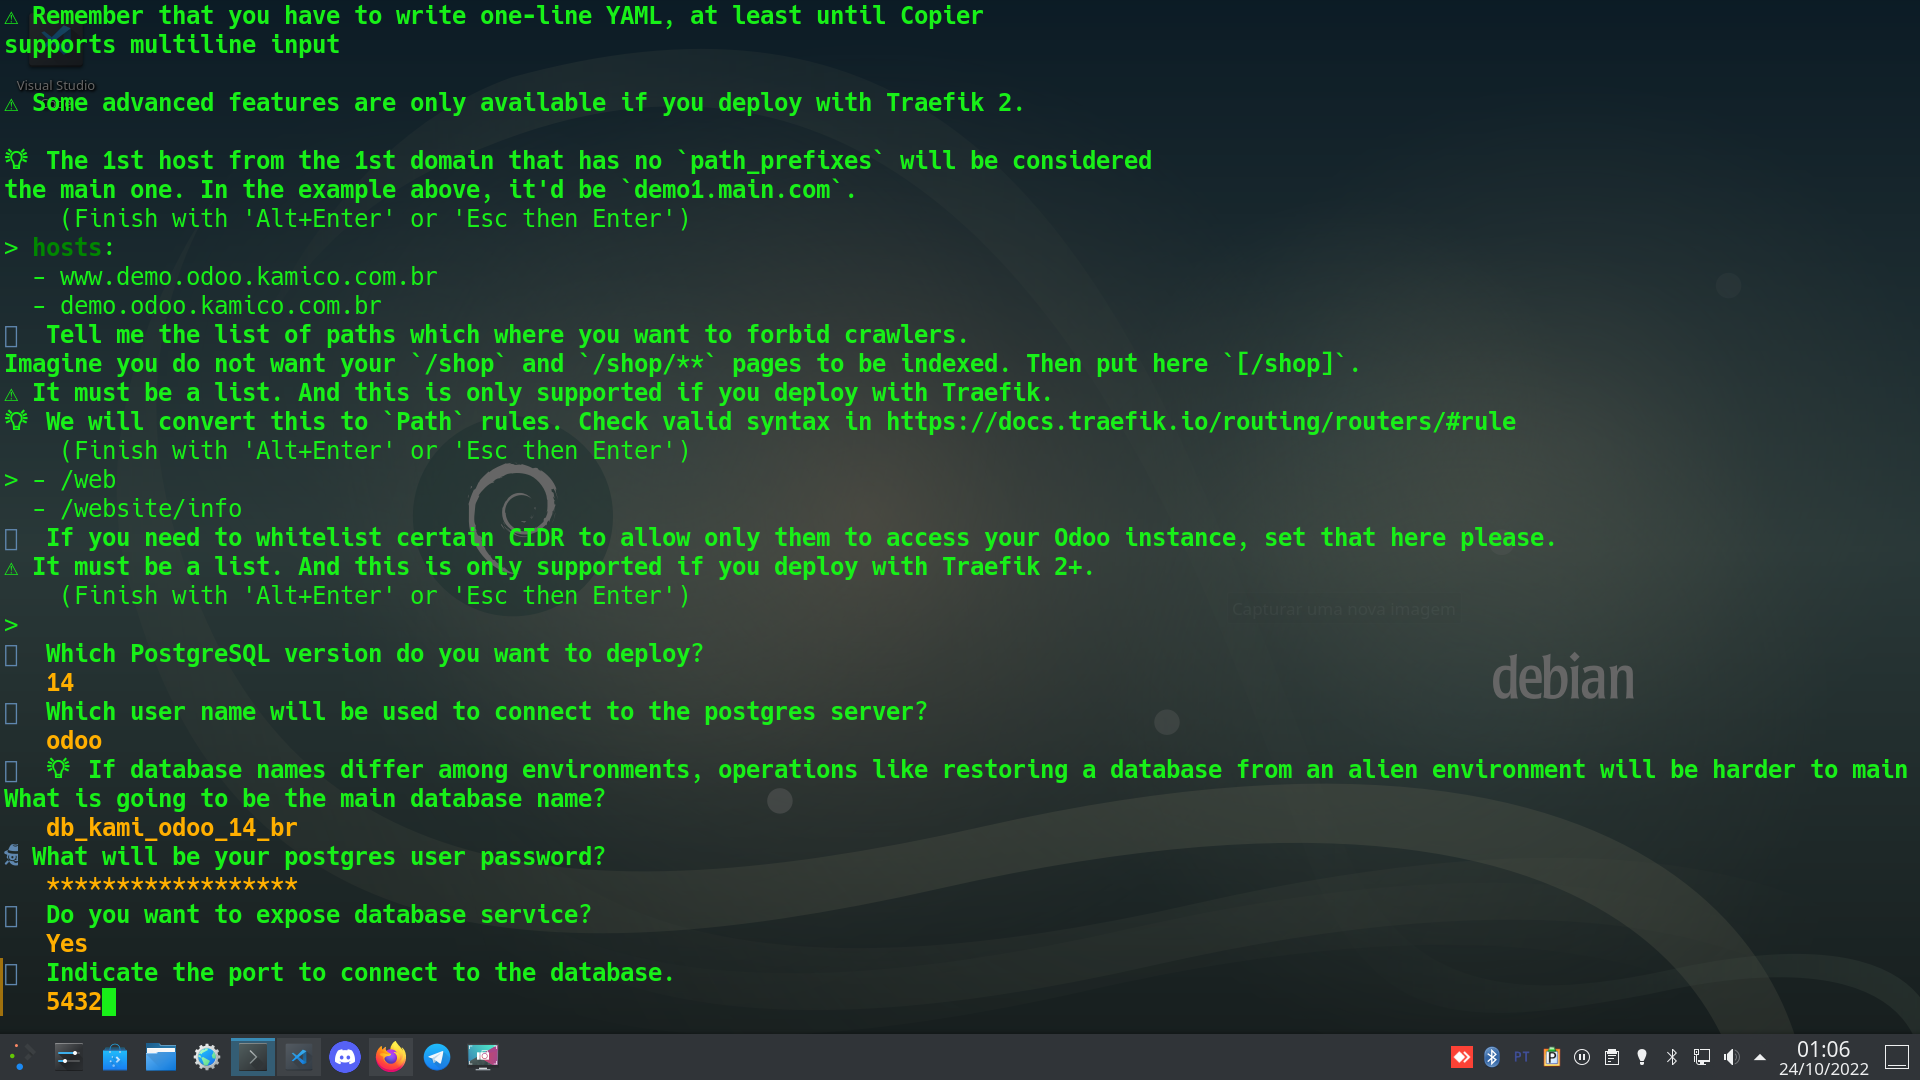 ⚠ Remember that you have to write one-line YAML, at least until Copier
supports multiline input
Visual Studio
⚠ Some advanced features are only available if you deploy with Traefik 2.
💡 The 1st host from the 1st domain that has no `path_prefixes` will be considered
the main one. In the example above, it'd be `demo1.main.com`.
(Finish with 'Alt+Enter' or 'Esc then Enter')
> hosts:
- www.demo.odoo.kamico.com.br
- demo.odoo.kamico.com.br
Tell me the list of paths which where you want to forbid crawlers.
Imagine you do not want your `/shop` and `/shop/**` pages to be indexed. Then put here `[/shop]`.
⚠ It must be a list. And this is only supported if you deploy with Traefik.
💡 We will convert this to `Path` rules. Check valid syntax in https://docs.traefik.io/routing/routers/#rule
(Finish with 'Alt+Enter' or 'Esc then Enter')
> - /web
- /website/info
If you need to whitelist certain CIDR to allow only them to access your Odoo instance, set that here please.
⚠ It must be a list. And this is only supported if you deploy with Traefik 2+.
(Finish with 'Alt+Enter' or 'Esc then Enter')
Capturar uma nova imagem
>
Which PostgreSQL version do you want to deploy?
14
debian
Which user name will be used to connect to the postgres server?
odoo
💡 If database names differ among environments, operations like restoring a database from an alien environment will be harder to main
What is going to be the main database name?
db_kami_odoo_14_br
What will be your postgres user password?
******************
Do you want to expose database service?
Yes
Indicate the port to connect to the database.
5432
PT
01:06
24/10/2022